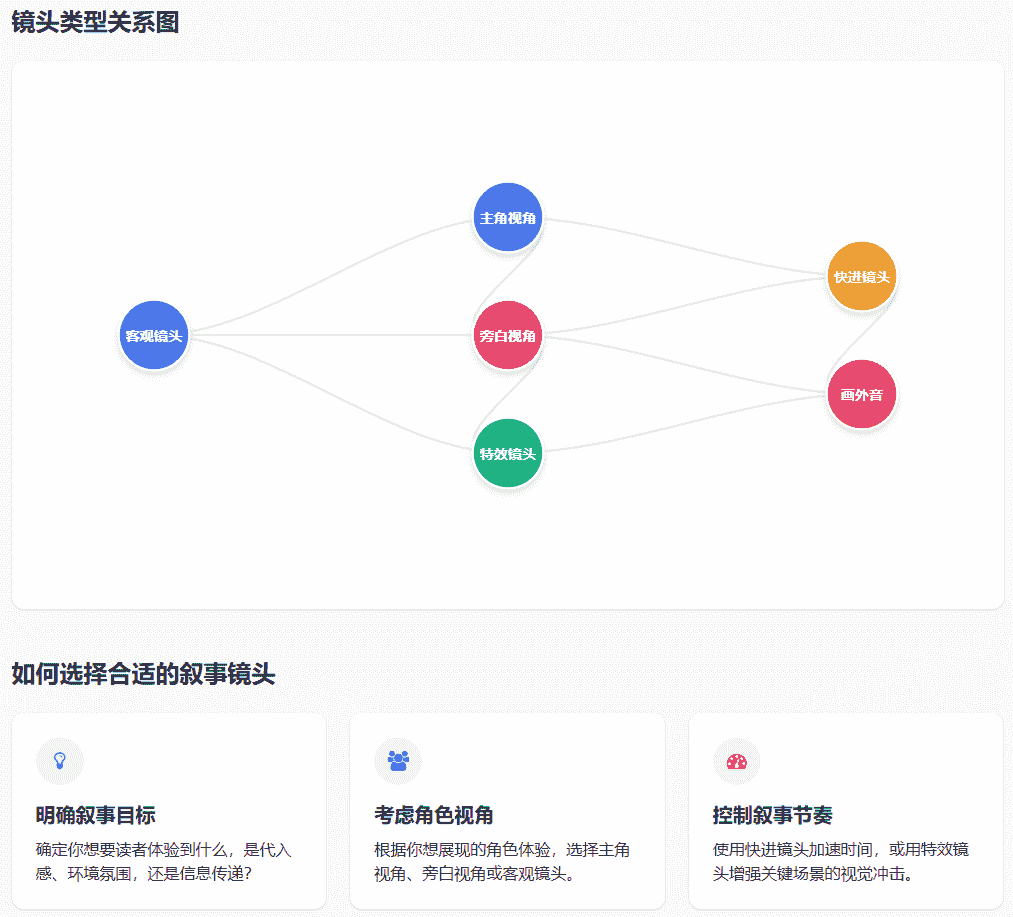 镜头类型关系图
主角视角
快进镜头
客观镜头
旁白视角
画外音
特效镜头
如何选择合适的叙事镜头
明确叙事目标
确定你想要读者体验到什么，是代入
感、环境氛围，还是信息传递？
考虑角色视角
根据你想展现的角色体验，选择主角
视角、旁白视角或客观镜头。
控制叙事节奏
使用快进镜头加速时间，或用特效镜
头增强关键场景的视觉冲击。